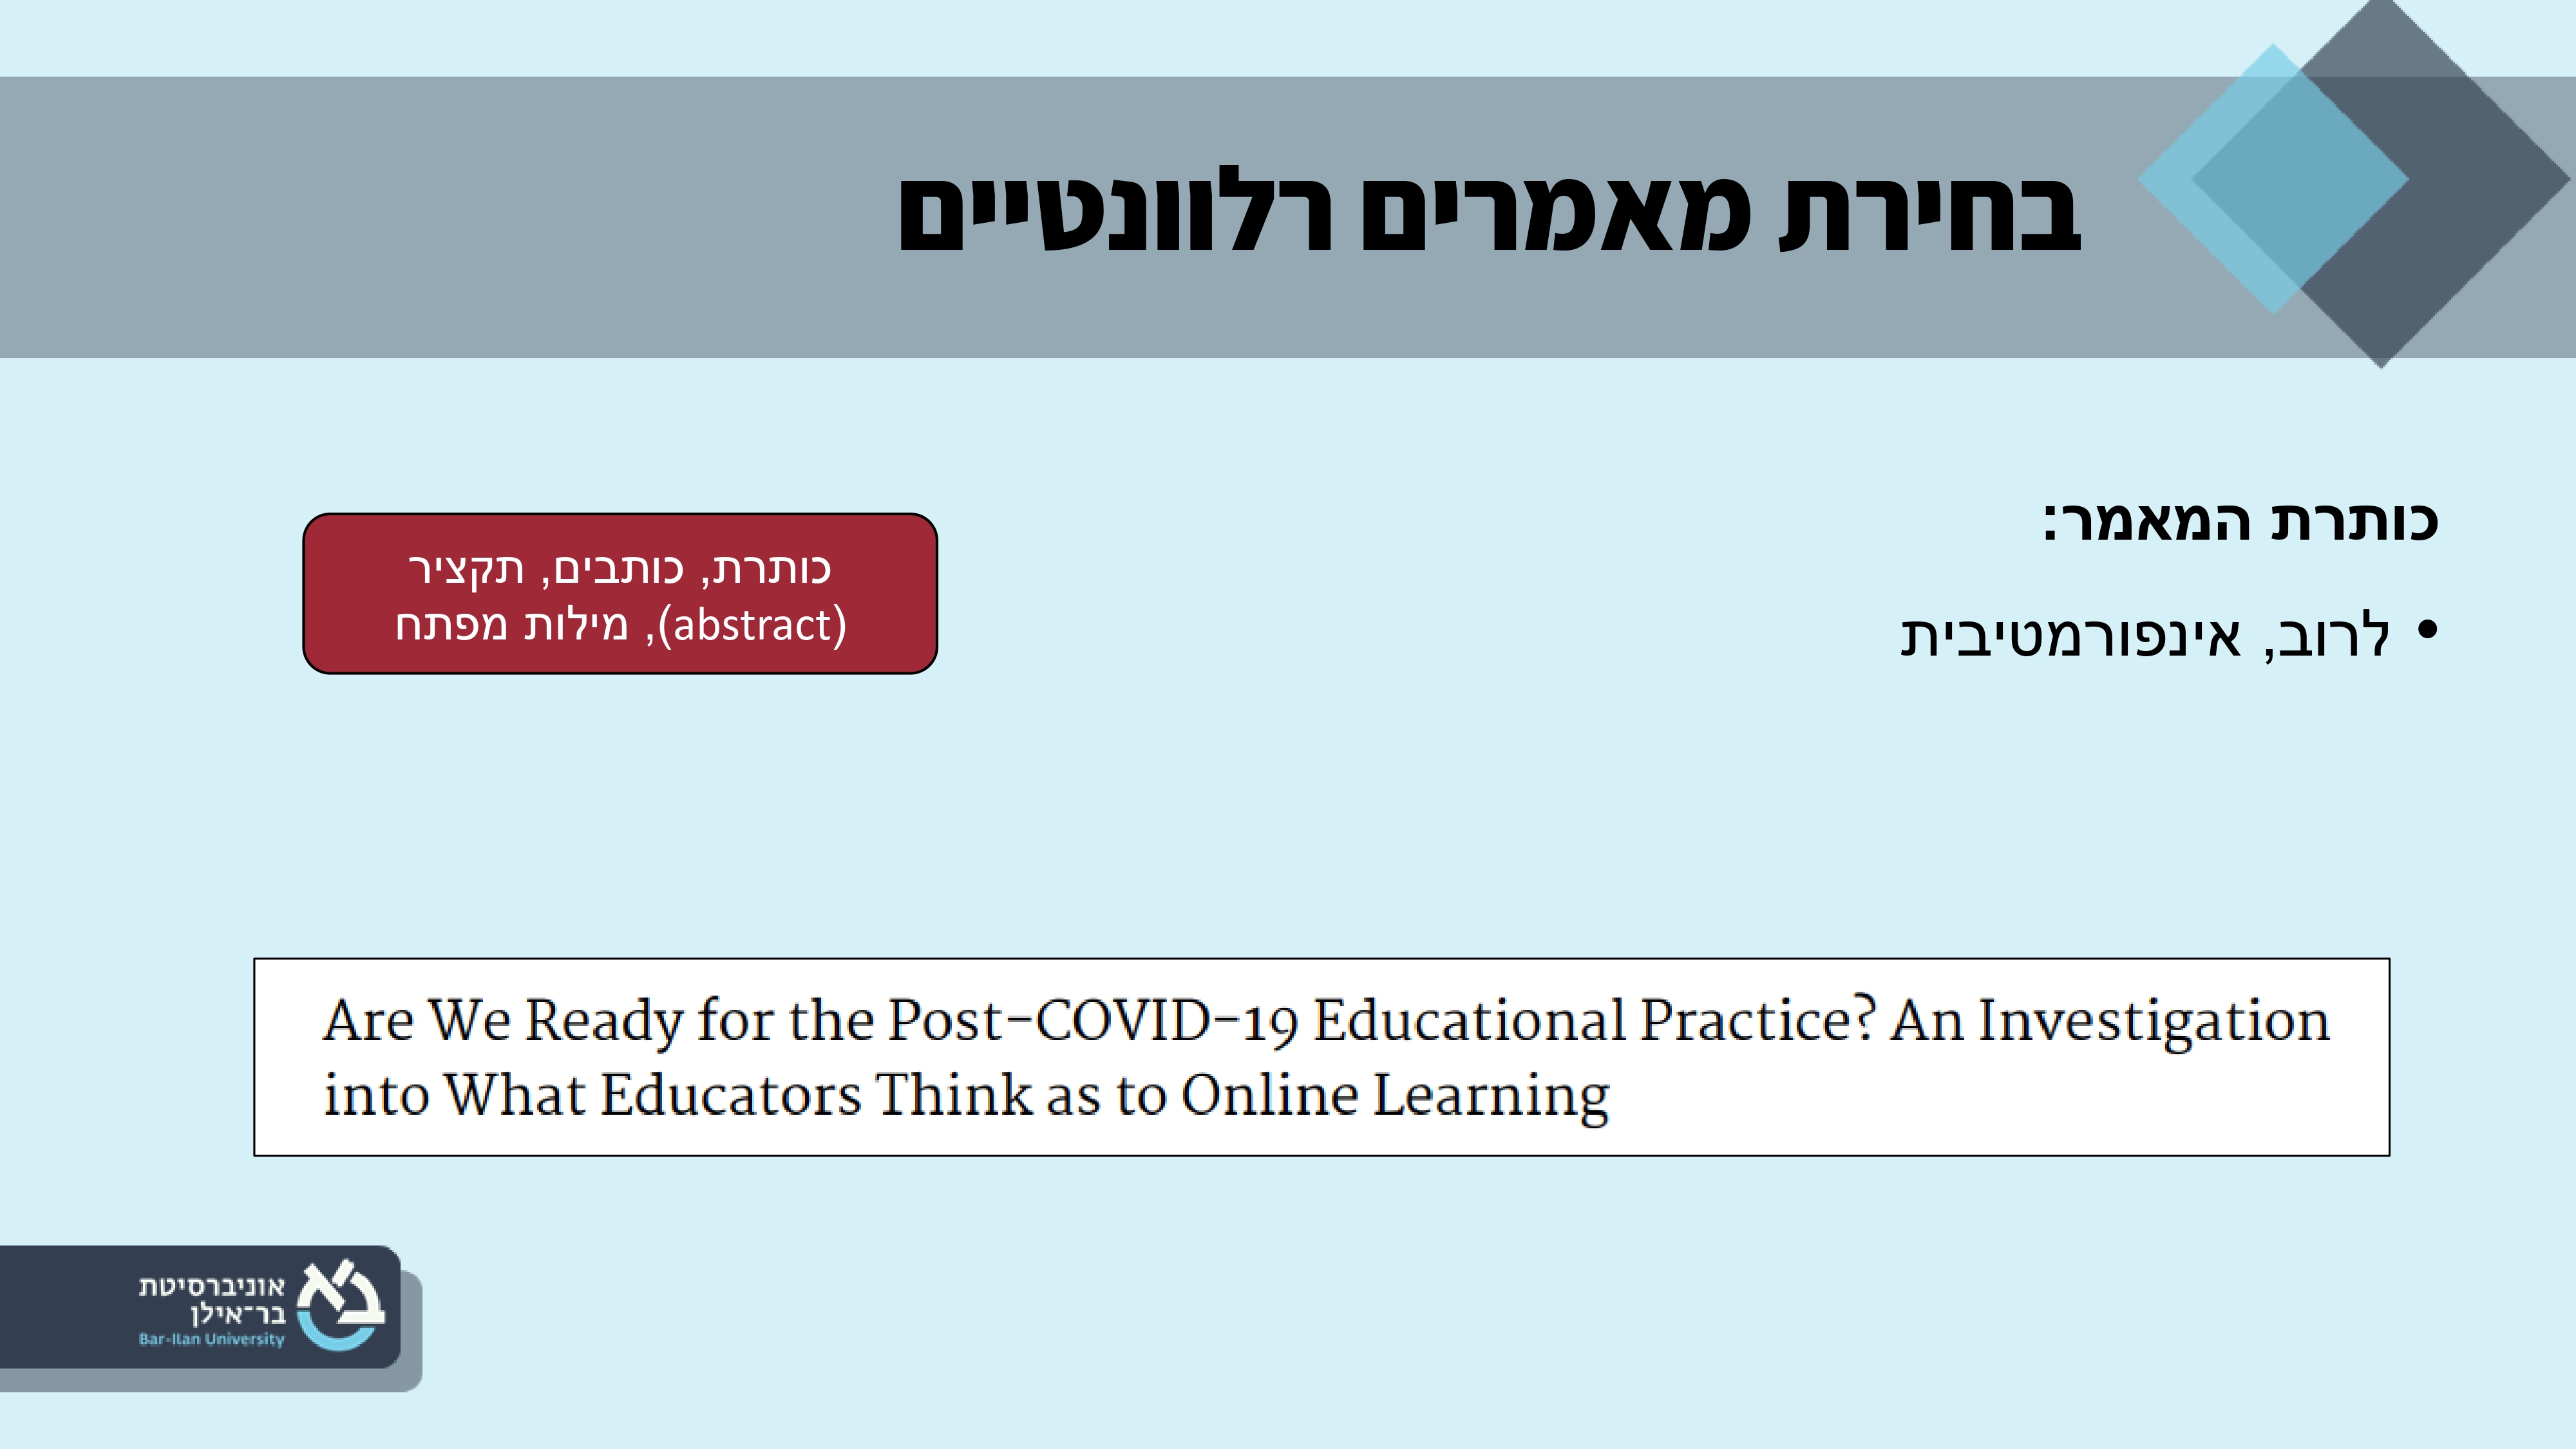 בחירת מאמרים רלוונטיים
כותרת המאמר:
• לרוב, אינפורמטיבית
כותרת, כותבים, תקציר
(abstract), מילות מפתח
Are We Ready for the Post-COVID-19 Educational Practice? An Investigation
into What Educators Think as to Online Learning
אוניברסיטת
בר־אילן
Bar-Ilan University